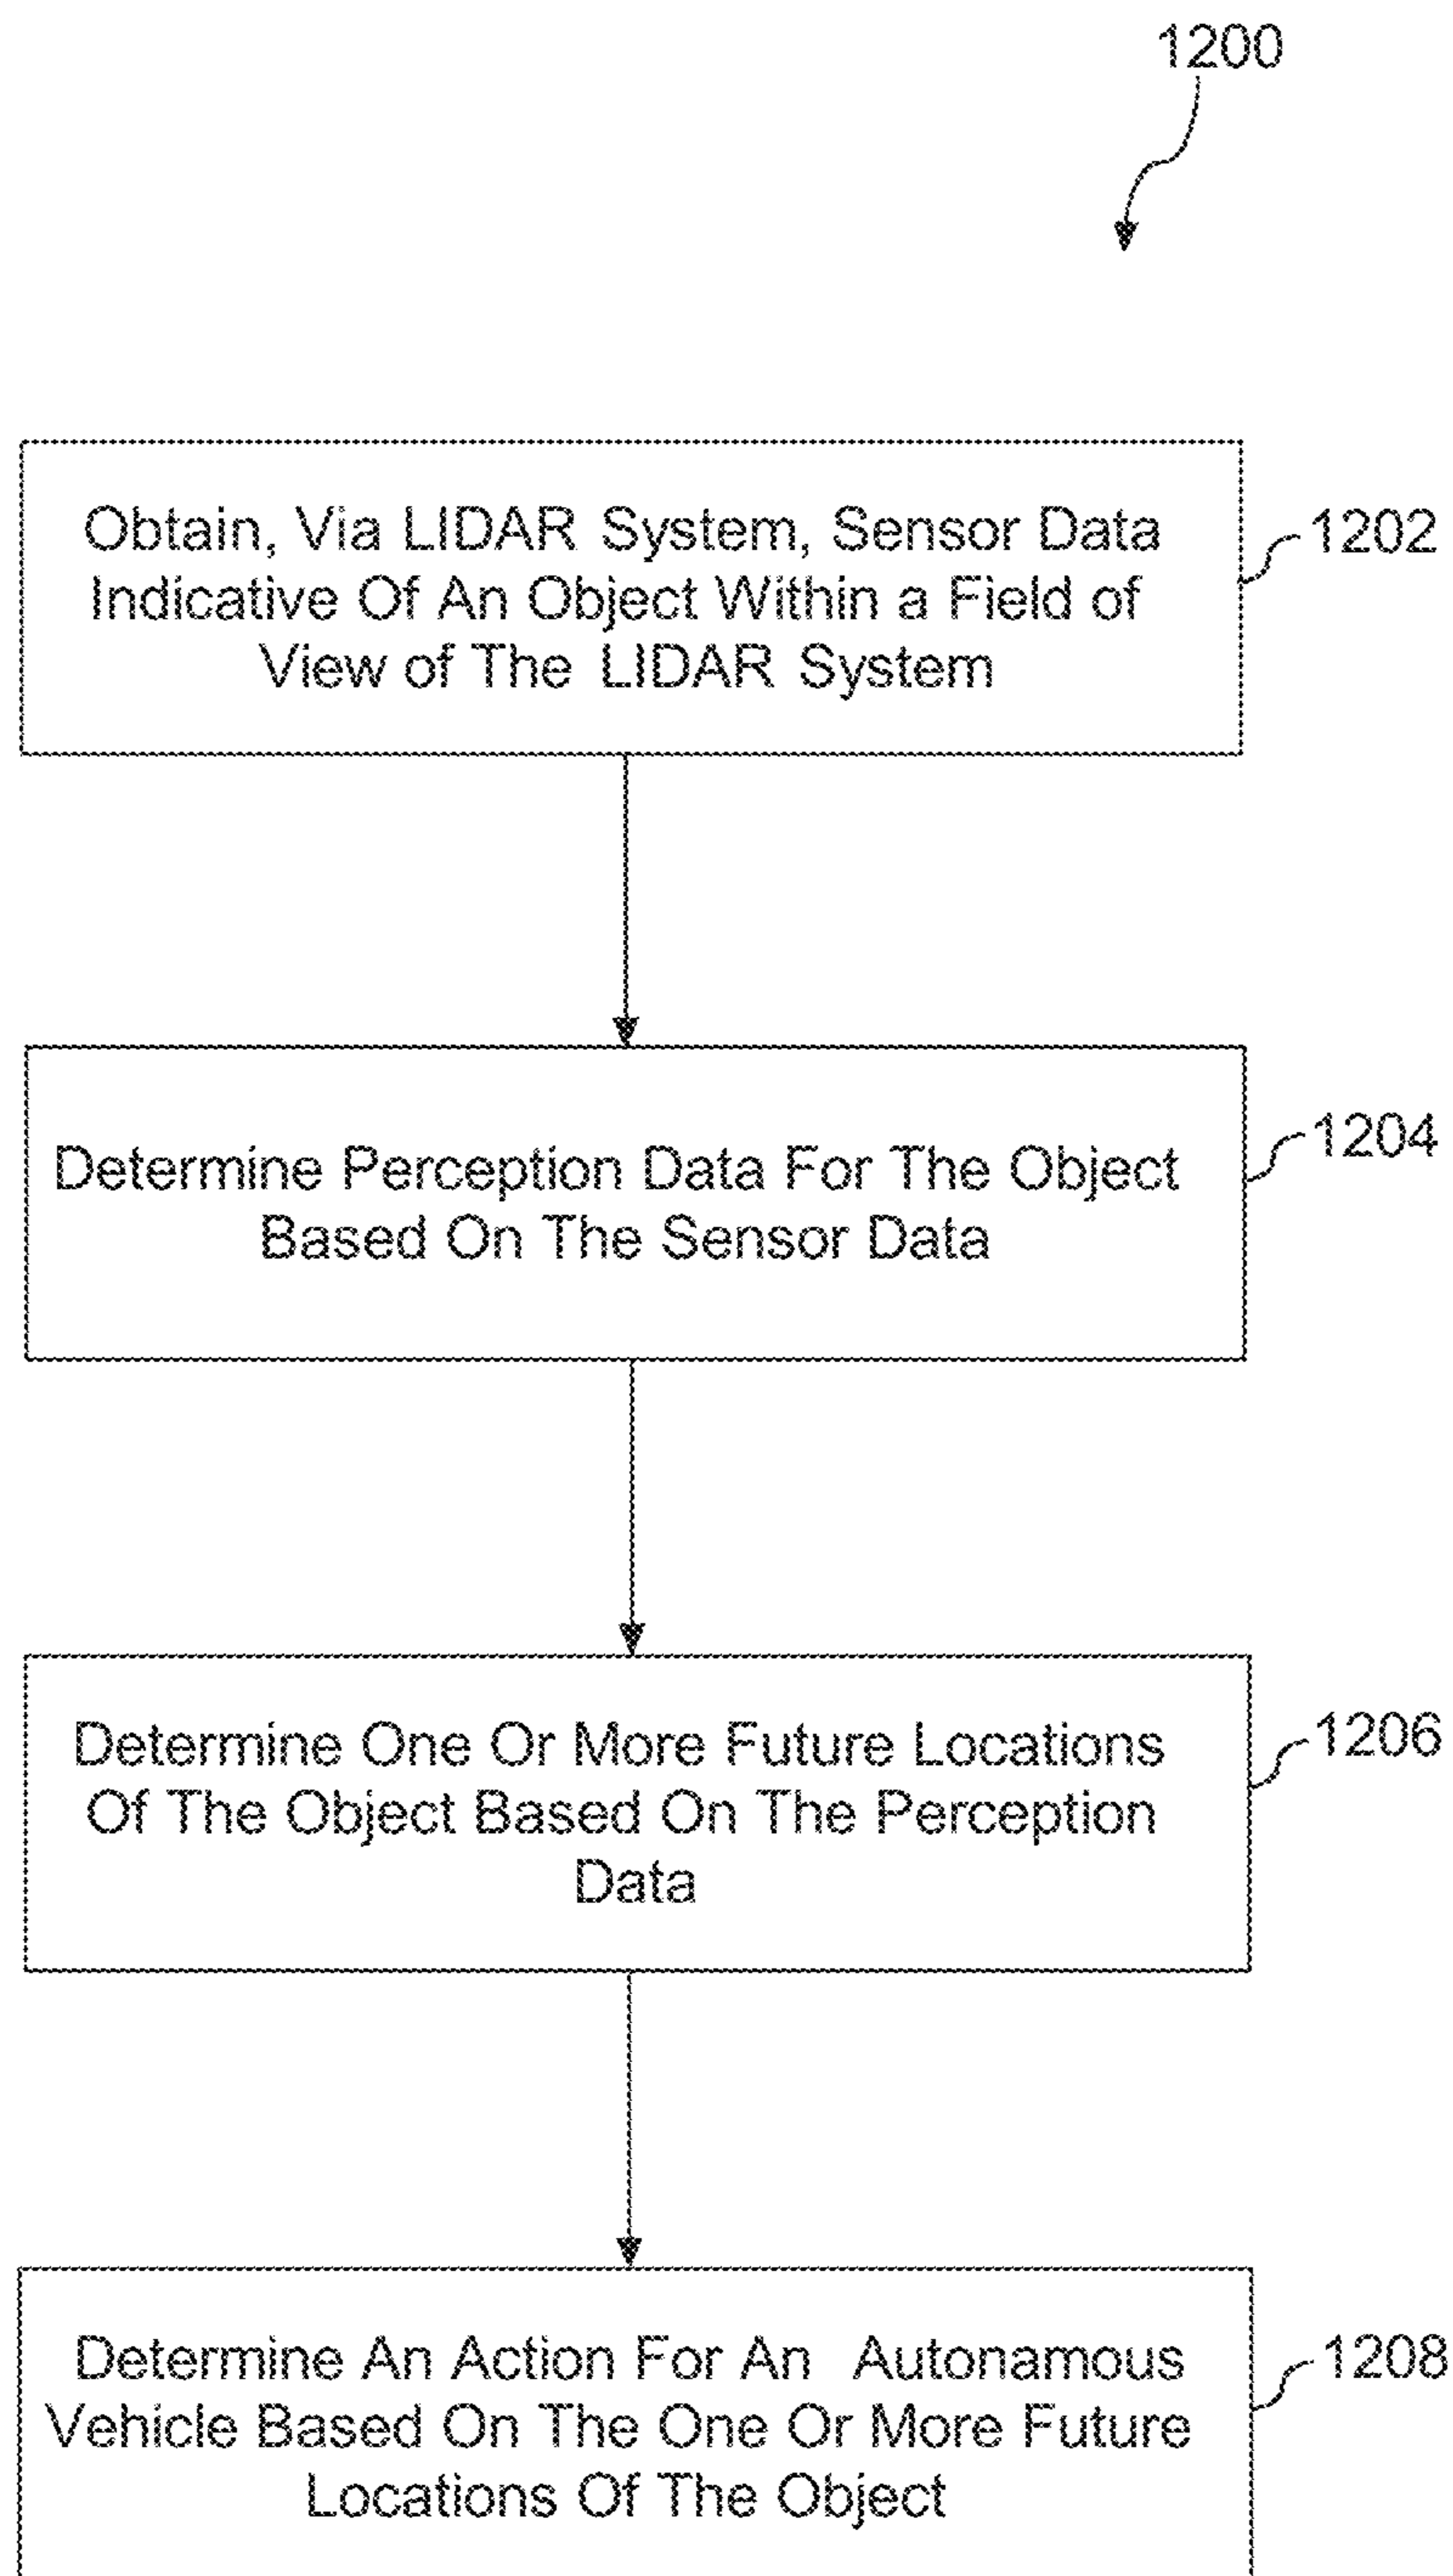 1200
Obtain, Via LIDAR System, Sensor Data
Indicative Of An Object Within a Field of
View of The LIDAR System
1202
Determine Perception Data For The Object
Based On The Sensor Data
1204
Determine One Or More Future Locations
Of The Object Based On The Perception
Data
1206
Determine An Action For An Autonamous
Vehicle Based On The One Or More Future
Locations Of The Object
1208